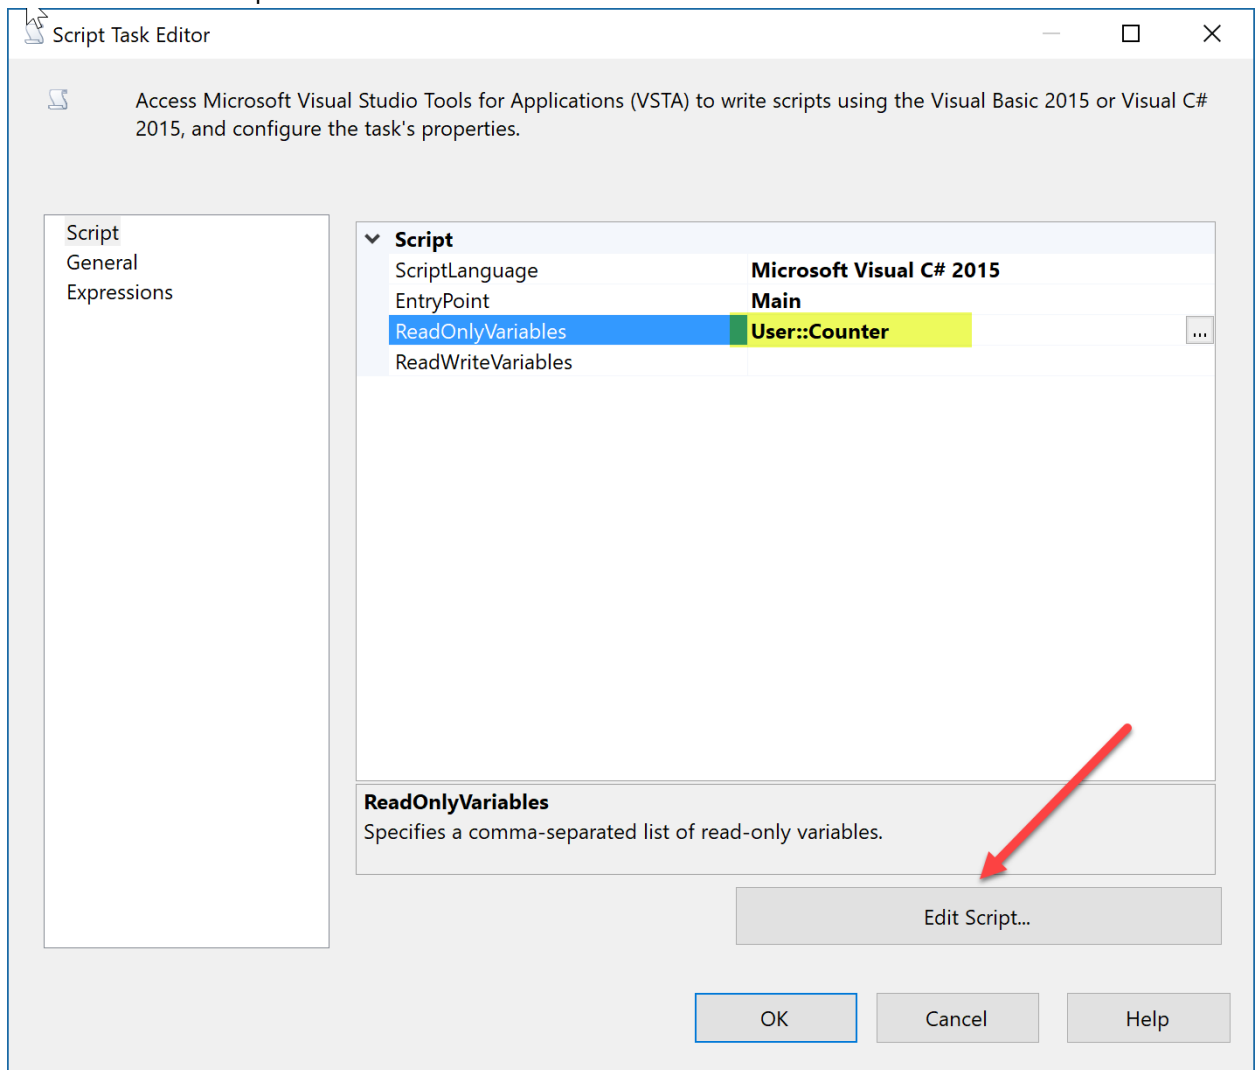 Script Task Editor
Access Microsoft Visual Studio Tools for Applications (VSTA) to write scripts using the Visual Basic 2015 or Visual C#
2015, and configure the task's properties.
Script
General
Expressions
Script
ScriptLanguage Microsoft Visual C# 2015
EntryPoint Main
ReadOnlyVariables User::Counter ...
ReadWriteVariables
ReadOnlyVariables
Specifies a comma-separated list of read-only variables.
Edit Script...
OK Cancel Help